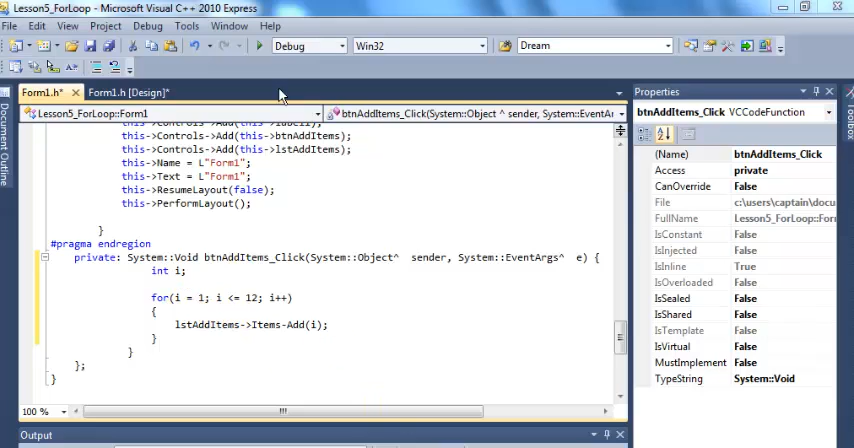 Lesson5_ForLoop - Microsoft Visual C++ 2010 Express
File Edit View Project Debug Tools Window Help
Debug Win32 Dream
Form1.h* Form1.h [Design]*
Lesson5_ForLoop::Form1 btnAddItems_Click(System::Object ^ sender, System::EventAr
this->Controls->Add(this->btnAddItems);
this->Controls->Add(this->lstAddItems);
this->Name = L"Form1";
this->Text = L"Form1";
this->ResumeLayout(false);
this->PerformLayout();
}
#pragma endregion
private: System::Void btnAddItems_Click(System::Object^ sender, System::EventArgs^ e) {
int i;
for(i = 1; i <= 12; i++)
{
lstAddItems->Items-Add(i);
}
}
};
}
100 %
Output
Document Outline
Properties
btnAddItems_Click VCCodeFunction
(Name) btnAddItems_Click
Access private
CanOverride False
File c:\users\captain\docu
FullName Lesson5_ForLoop::For
IsConstant False
IsInjected False
IsInline True
IsOverloaded False
IsSealed False
IsShared False
IsTemplate False
IsVirtual False
MustImplement False
TypeString System::Void
Toolbox